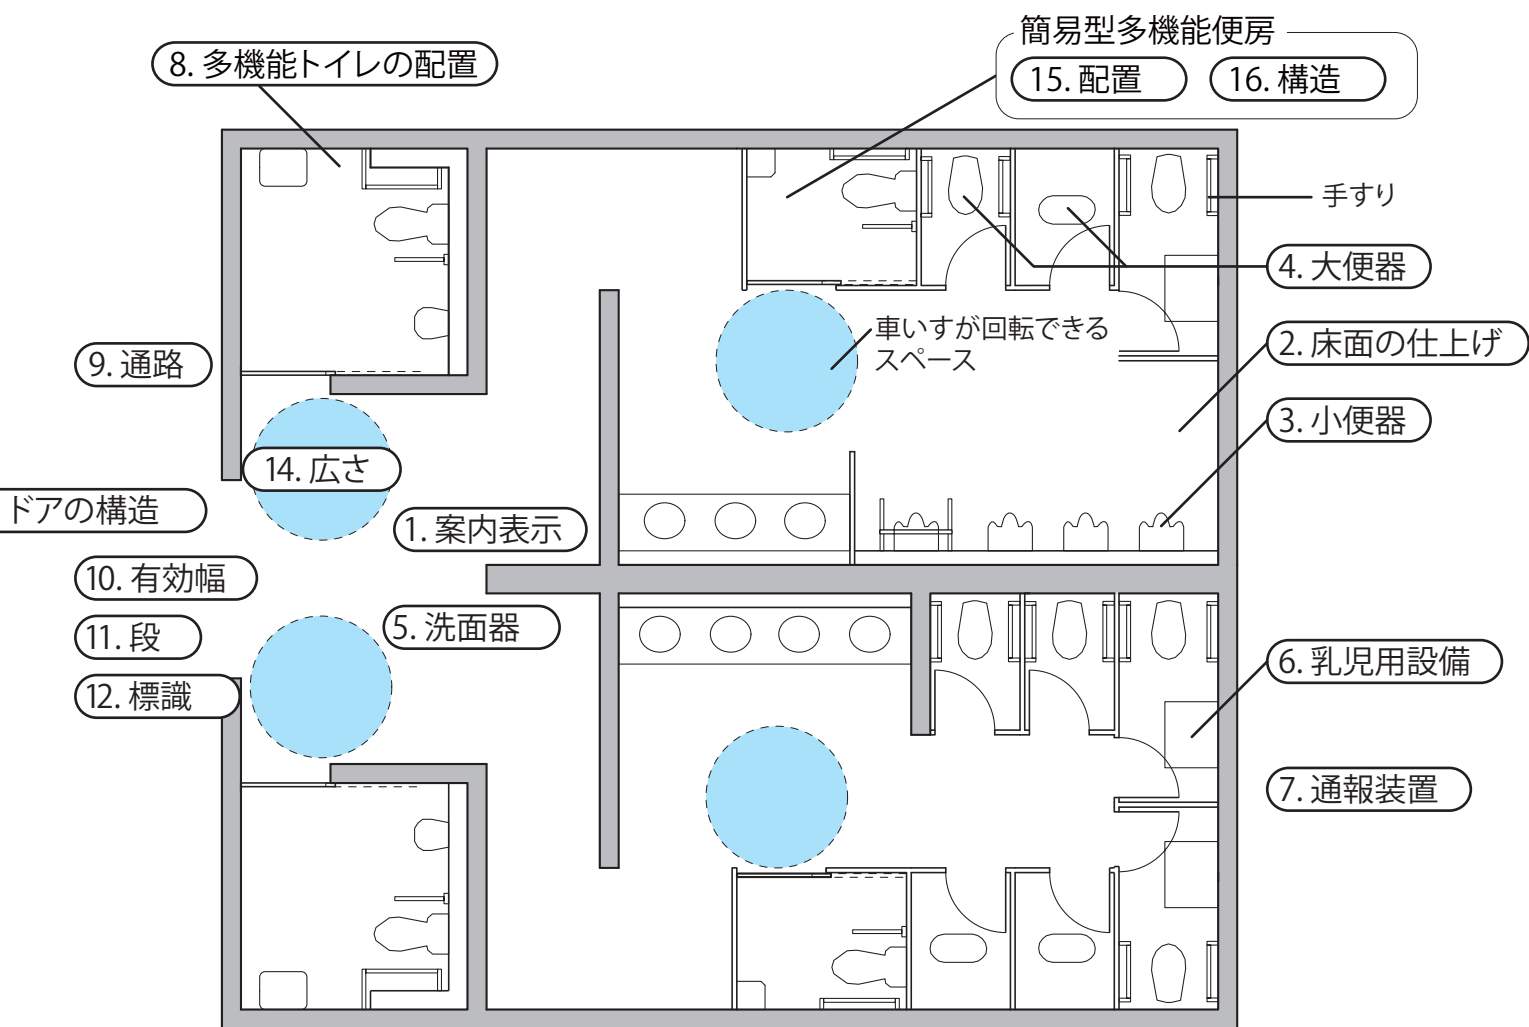 簡易型多機能便房
8. 多機能トイレの配置
15. 配置
16. 構造
手すり
4. 大便器
車いすが回転できる
スペース
2. 床面の仕上げ
9. 通路
3. 小便器
14. 広さ
ドアの構造
1. 案内表示
10. 有効幅
5. 洗面器
11. 段
6. 乳児用設備
12. 標識
7. 通報装置